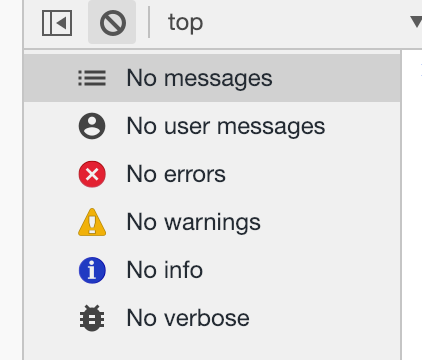 top
No messages
No user messages
No errors
No warnings
No info
No verbose